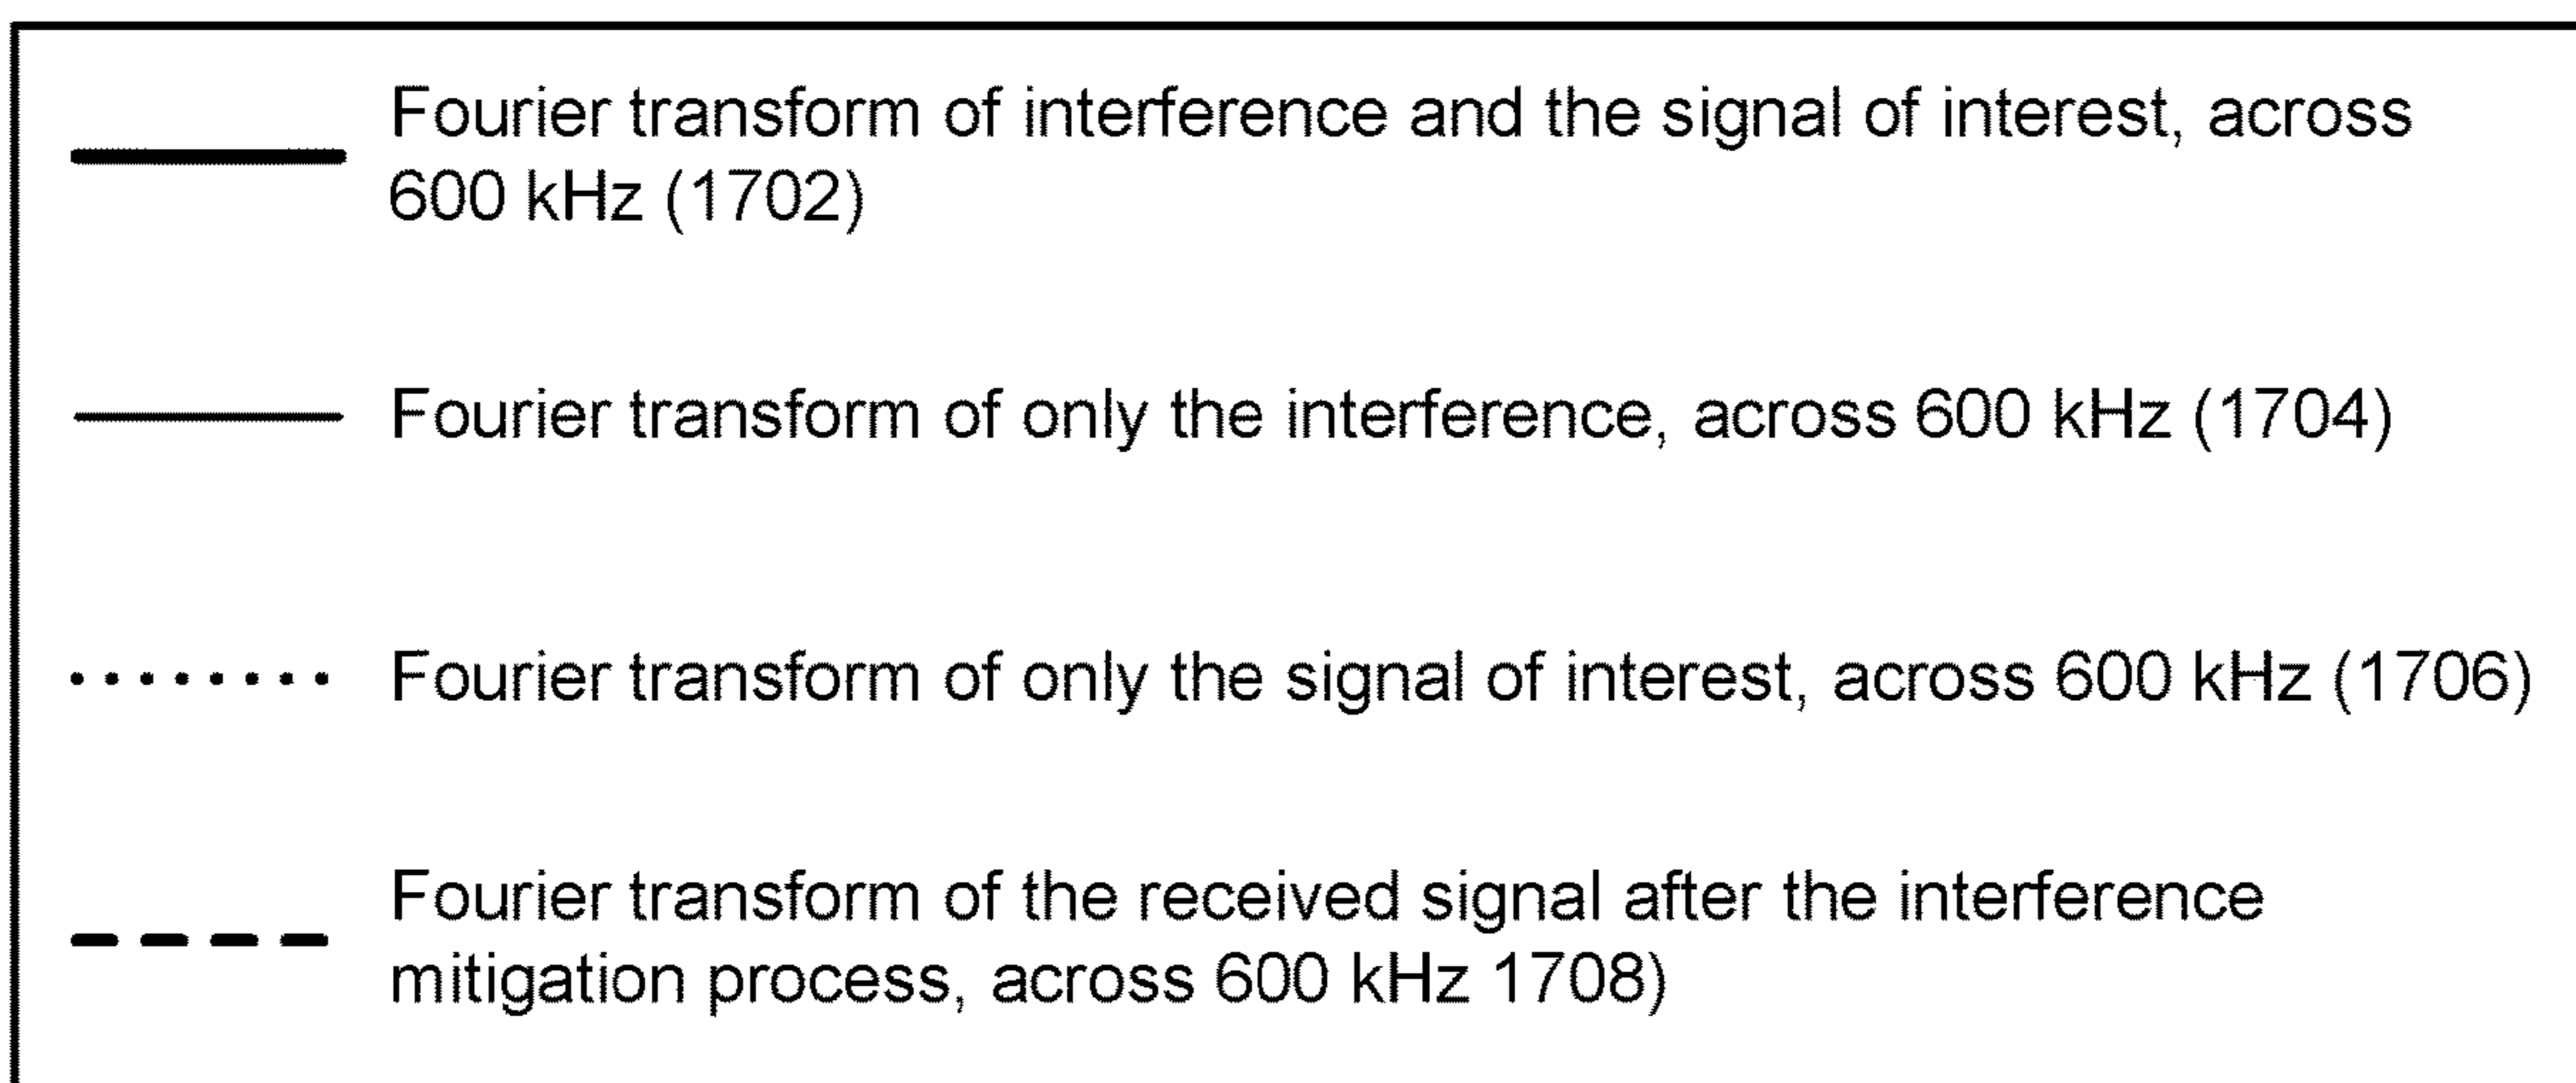 Fourier transform of interference and the signal of interest, across
600 kHz (1702)
Fourier transform of only the interference, across 600 kHz (1704)
Fourier transform of only the signal of interest, across 600 kHz (1706)
Fourier transform of the received signal after the interference
mitigation process, across 600 kHz 1708)